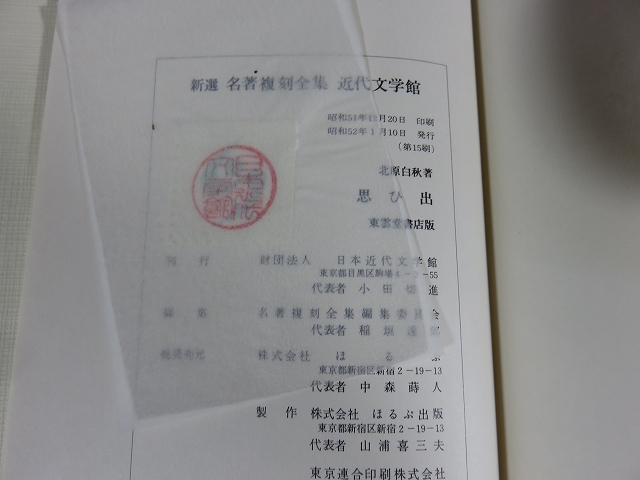 新選 名著複刻全集 近代文学館
昭和51年12月20日 印刷
昭和52年1月10日 発行
(第15刷)
北原白秋著
思ひ出
東雲堂書店版
刊行 財団法人 日本近代文学館
東京都目黒区駒場4-3-55
代表者 小田切進
編集 名著複刻全集編集委員会
代表者 稲垣達郎
総発売元 株式会社 ほるぷ
東京都新宿区新宿2-19-13
代表者 中森蒔人
製作 株式会社 ほるぷ出版
東京都新宿区新宿2-19-13
代表者 山浦喜三夫
東京連合印刷株式会社